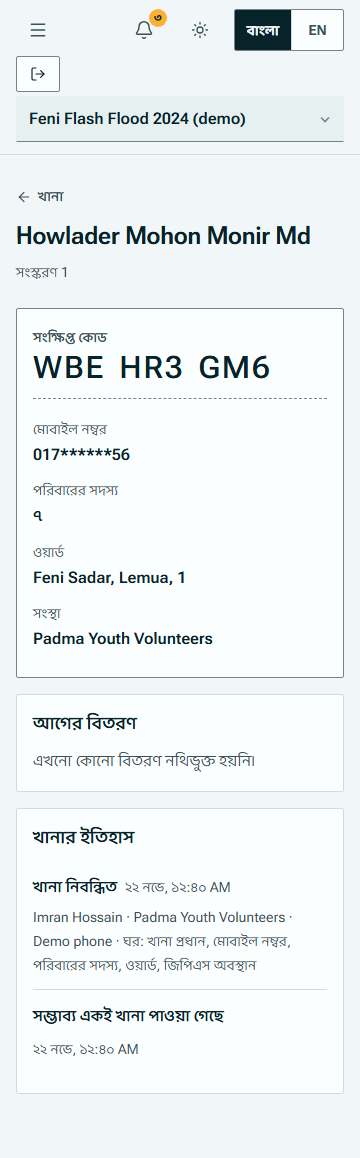 ৩
বাংলা EN
Feni Flash Flood 2024 (demo)
← খানা
Howlader Mohon Monir Md
সংস্করণ 1
সংক্ষিপ্ত কোড
WBE HR3 GM6
মোবাইল নম্বর
017******56
পরিবারের সদস্য
৭
ওয়ার্ড
Feni Sadar, Lemua, 1
সংস্থা
Padma Youth Volunteers
আগের বিতরণ
এখনো কোনো বিতরণ নথিভুক্ত হয়নি।
খানার ইতিহাস
খানা নিবন্ধিত ২২ নভে, ১২:৪০ AM
Imran Hossain · Padma Youth Volunteers ·
Demo phone · ঘর: খানা প্রধান, মোবাইল নম্বর,
পরিবারের সদস্য, ওয়ার্ড, জিপিএস অবস্থান
সম্ভাব্য একই খানা পাওয়া গেছে
২২ নভে, ১২:৪০ AM